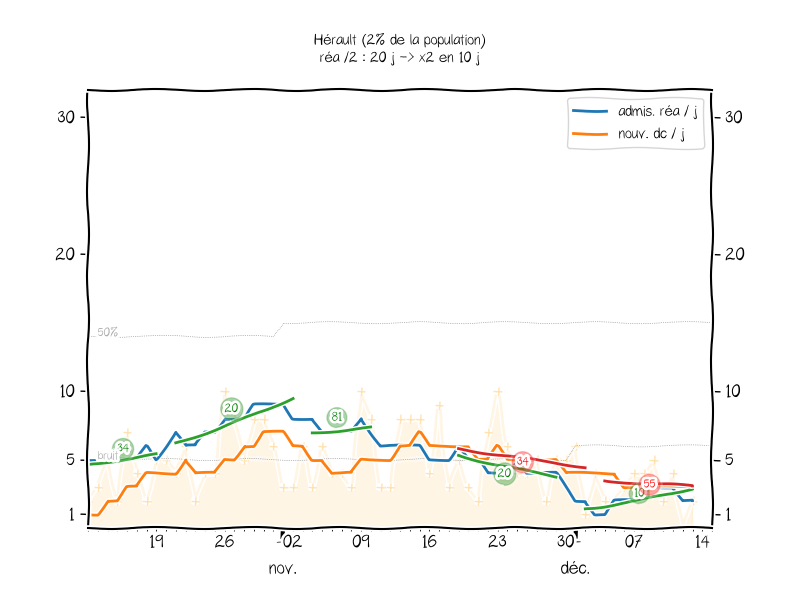 Hérault (2% de la population)
réa /2 : 20 j -> x2 en 10 j
admis. réa / j
nouv. dc / j
30
30
20
20
50%
10
10
20
81
34
bruit
5
5
34
20
55
10
1
1
19 26 02 09 16 23 30 07 14
nov. déc.